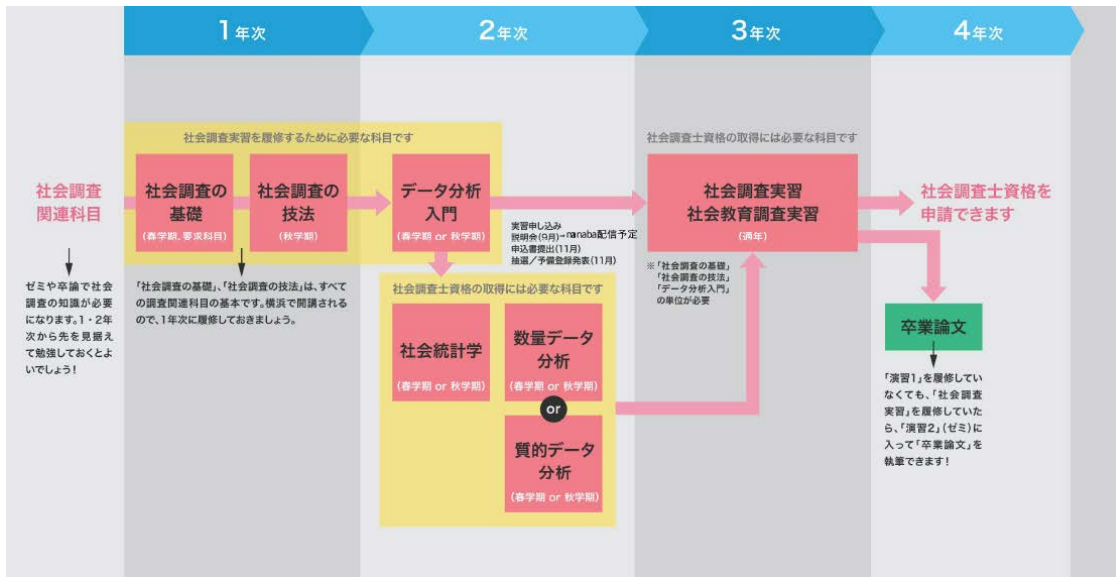 1年次
2年次
3年次
4年次
社会調査
関連科目
ゼミや卒論で社会
調査の知識が必要
になります。1・2年
次から先を見据え
て勉強しておくとよ
いでしょう!
社会調査実習を履修するために必要な科目です
社会調査の
基礎
(春学期、要求科目)
社会調査の
技法
(秋学期)
「社会調査の基礎」、「社会調査の技法」は、すべて
の調査関連科目の基本です。横浜で開講される
ので、1年次に履修しておきましょう。
データ分析
入門
(春学期 or 秋学期)
実習申し込み
説明会(9月)→manaba配信予定
申込書提出(11月)
抽選/予備登録発表(11月)
社会調査士資格の取得には必要な科目です
社会統計学
(春学期 or 秋学期)
数量データ
分析
(春学期 or 秋学期)
or
質的データ
分析
(春学期 or 秋学期)
社会調査士資格の取得には必要な科目です
社会調査実習
社会教育調査実習
(通年)
※「社会調査の基礎」
「社会調査の技法」
「データ分析入門」
の単位が必要
社会調査士資格を
申請できます
卒業論文
「演習1」を履修してい
なくても、「社会調査
実習」を履修していた
ら、「演習2」(ゼミ)に
入って「卒業論文」を
執筆できます!